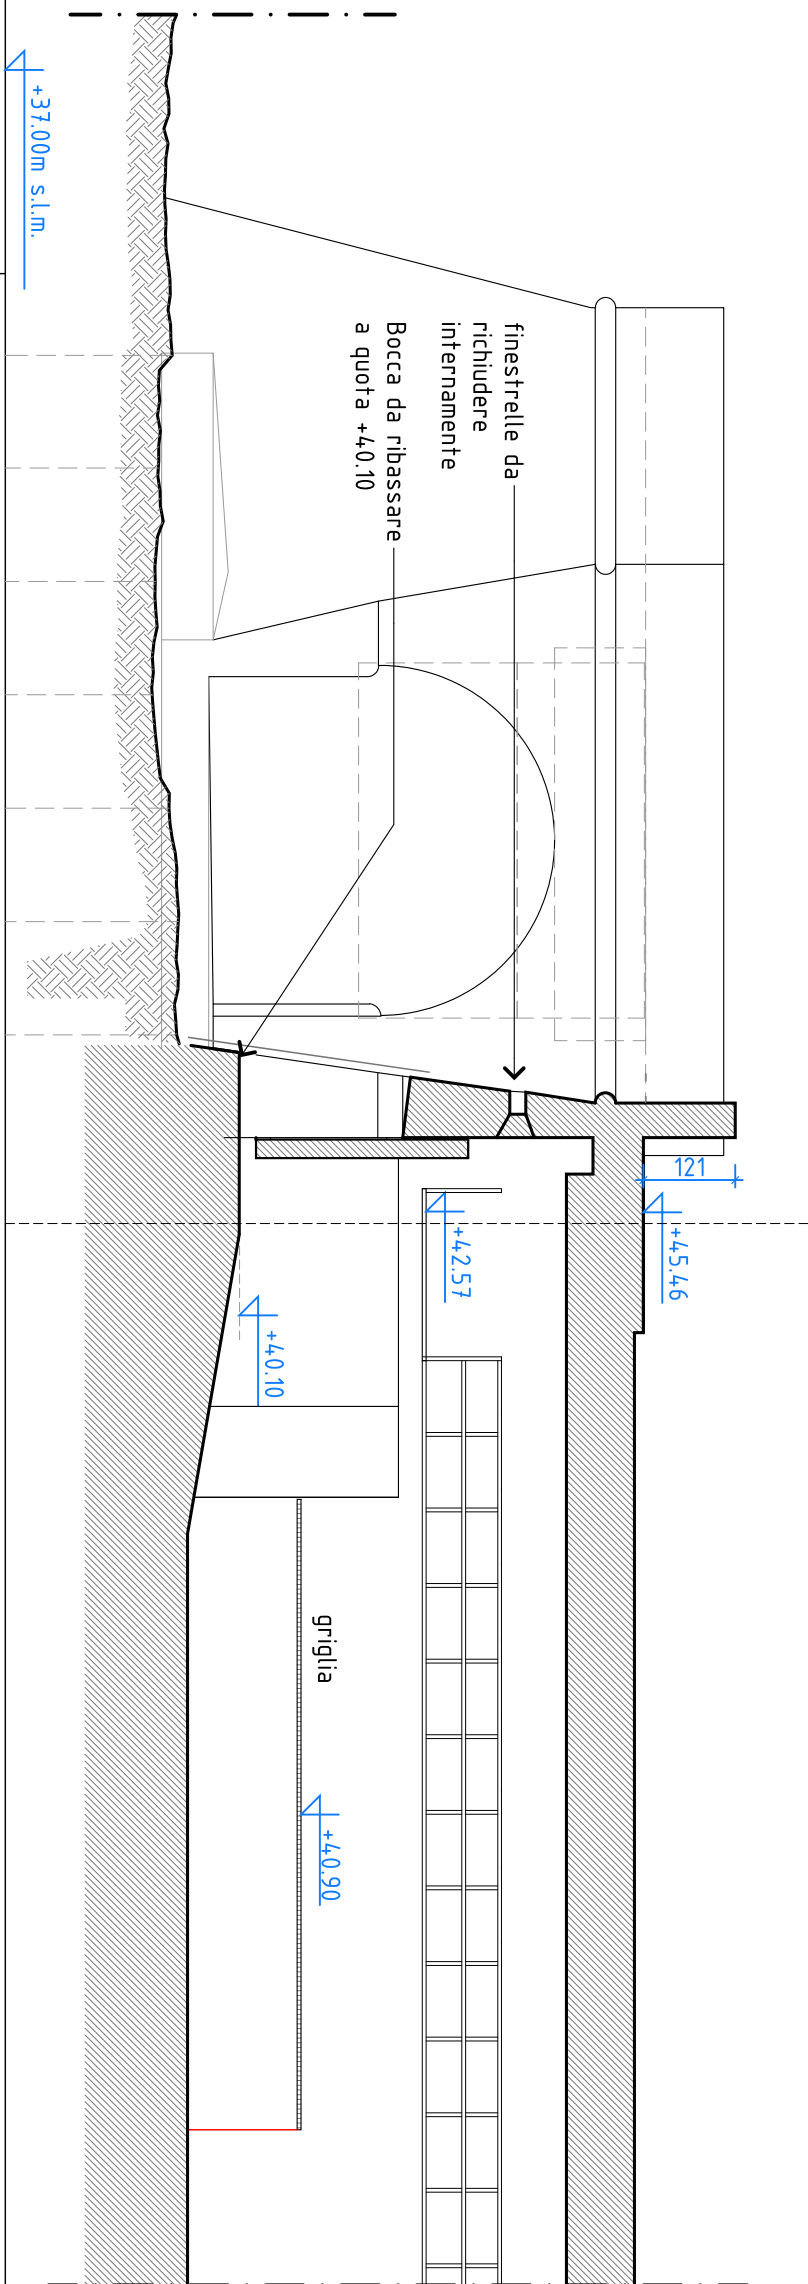 +37.00m s.l.m.
finestrelle da
richiudere
internamente
Bocca da ribassare
a quota +40.10
121
+45.46
+42.57
+40.10
griglia
+40.90